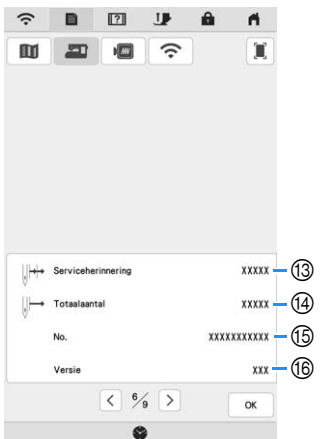 Serviceherinnering XXXXX ⑬
Totaalaantal XXXXX ⑭
No. XXXXXXXXXXX ⑮
Versie XXX ⑯
< 6/9 > OK